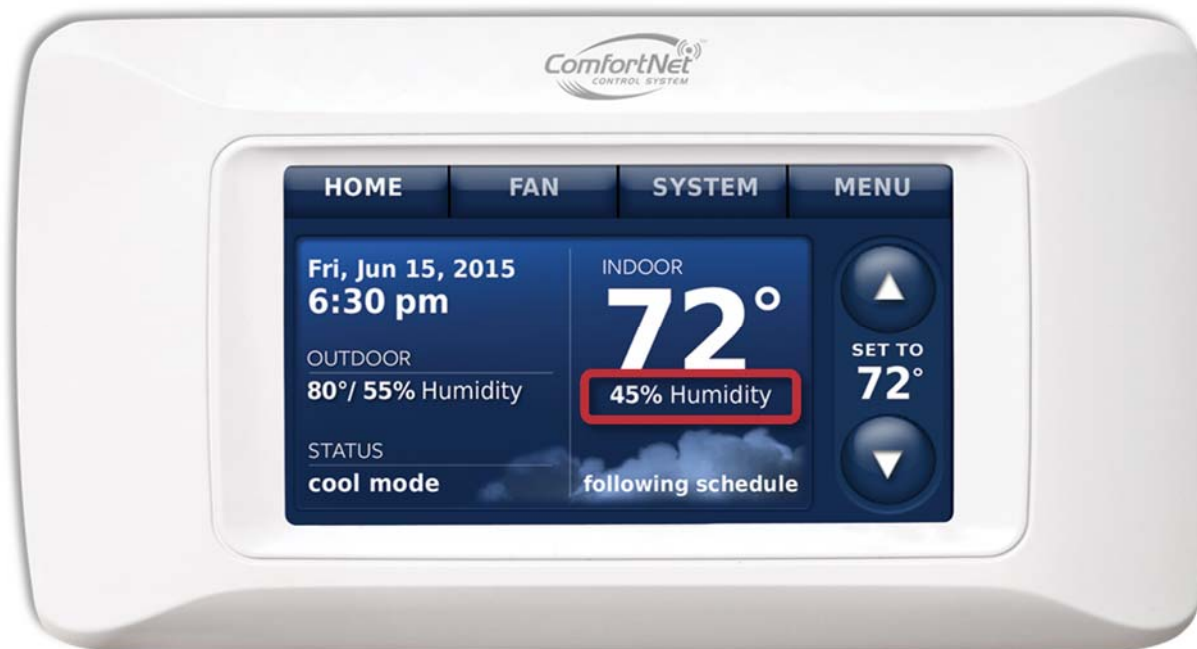 ComfortNet™
CONTROL SYSTEM
HOME FAN SYSTEM MENU
Fri, Jun 15, 2015
6:30 pm
OUTDOOR
80°/ 55% Humidity
STATUS
cool mode
INDOOR
72°
45% Humidity
following schedule
SET TO
72°